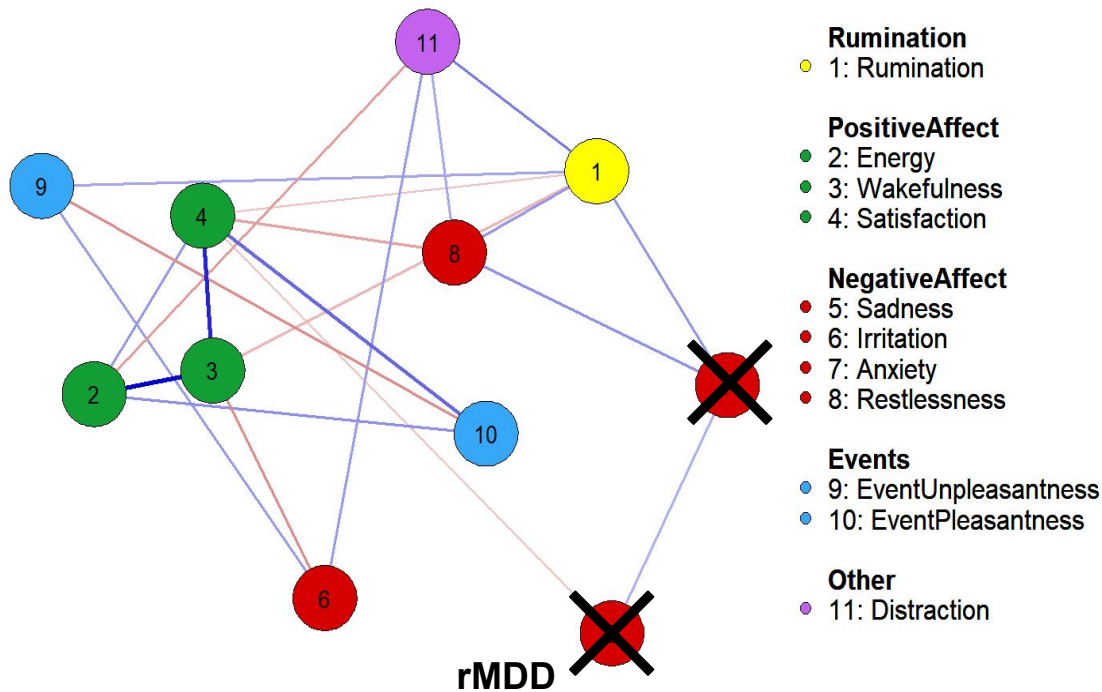 11
9
4
1
8
3
2
10
6
rMDD
Rumination
1: Rumination
PositiveAffect
2: Energy
3: Wakefulness
4: Satisfaction
NegativeAffect
5: Sadness
6: Irritation
7: Anxiety
8: Restlessness
Events
9: EventUnpleasantness
10: EventPleasantness
Other
11: Distraction